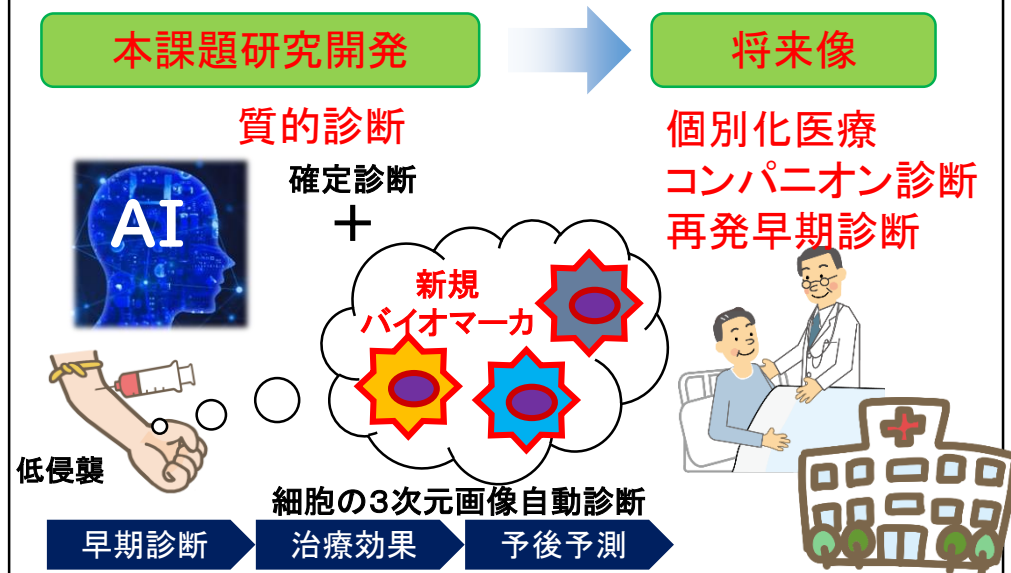 本課題研究開発
将来像
質的診断
確定診断
＋
AI
新規
バイオマーカ
低侵襲
細胞の３次元画像自動診断
早期診断
治療効果
予後予測
個別化医療
コンパニオン診断
再発早期診断